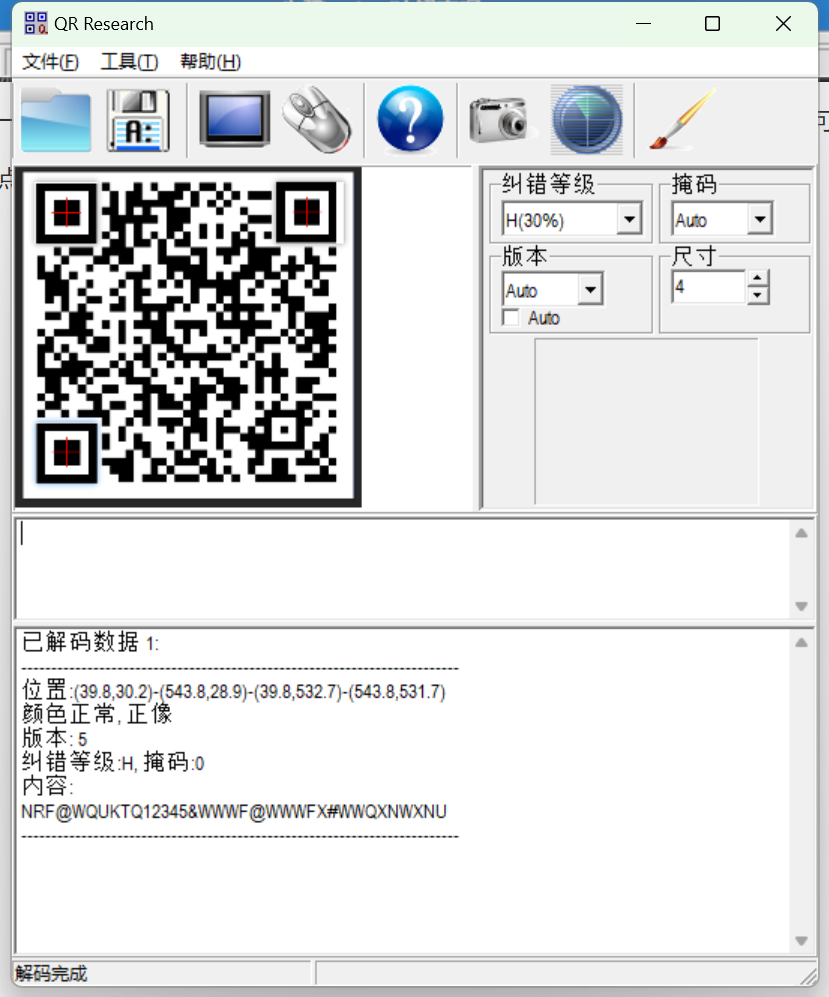 QR Research
文件(F) 工具(T) 帮助(H)
A:
纠错等级
H(30%)
掩码
Auto
版本
Auto
Auto
尺寸
4
已解码数据 1:
---------------------------------------------------------------------------
位置:(39.8,30.2)-(543.8,28.9)-(39.8,532.7)-(543.8,531.7)
颜色正常, 正像
版本: 5
纠错等级:H, 掩码:0
内容:
NRF@WQUKTQ12345&WWWF@WWWFX#WWQXNWXNU
---------------------------------------------------------------------------
解码完成